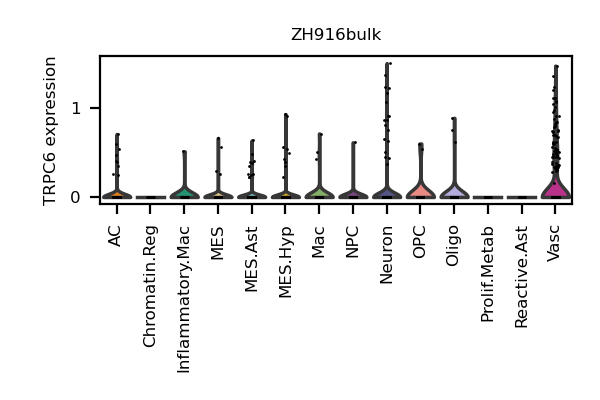 ZH916bulk
TRPC6 expression
1
0
AC
Chromatin.Reg
Inflammatory.Mac
MES
MES.Ast
MES.Hyp
Mac
NPC
Neuron
OPC
Oligo
Prolif.Metab
Reactive.Ast
Vasc